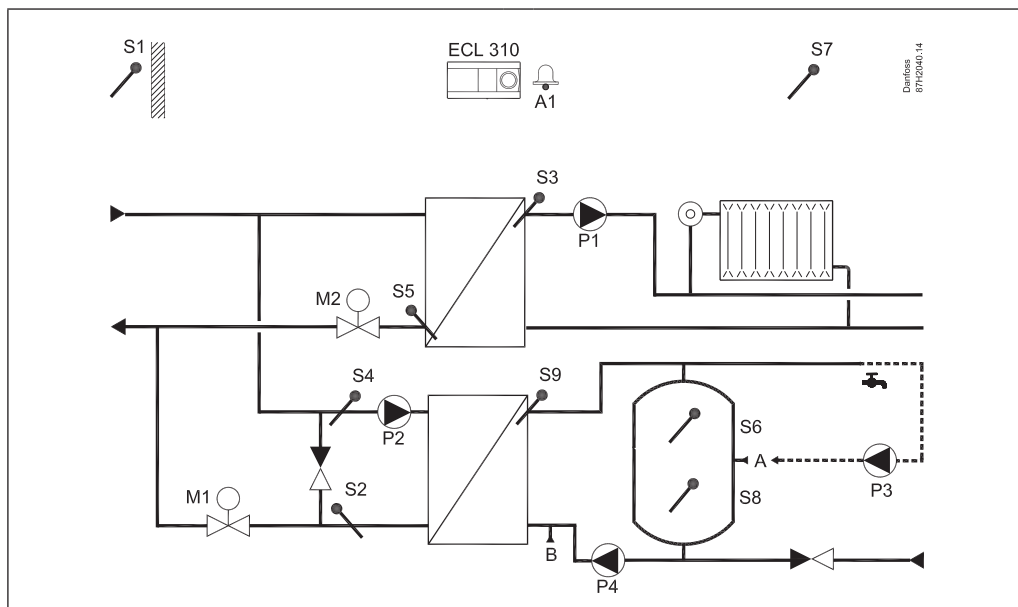 S1
ECL 310
A1
S7
Danfoss
87H2040.14
S3
P1
M2
S5
S4
P2
S9
S6
A
P3
S8
M1
S2
B
P4